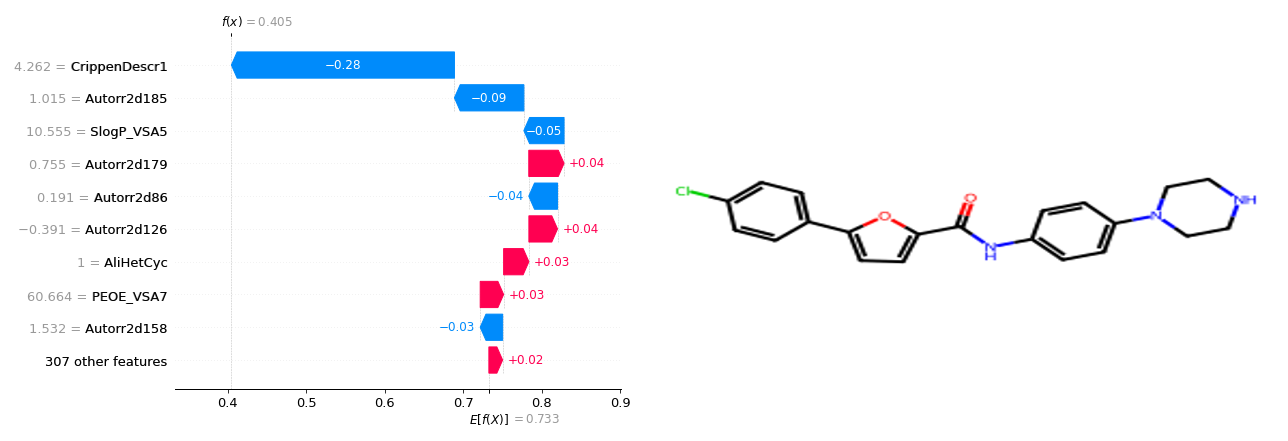 f(x) = 0.405
4.262 = CrippenDescr1
−0.28
1.015 = Autorr2d185
−0.09
10.555 = SlogP_VSA5
−0.05
0.755 = Autorr2d179
+0.04
0.191 = Autorr2d86
−0.04
−0.391 = Autorr2d126
+0.04
1 = AliHetCyc
+0.03
60.664 = PEOE_VSA7
+0.03
1.532 = Autorr2d158
−0.03
307 other features
+0.02
0.4 0.5 0.6 0.7 0.8 0.9
E[f(X)] = 0.733
Cl
O
O
N
H
N
NH